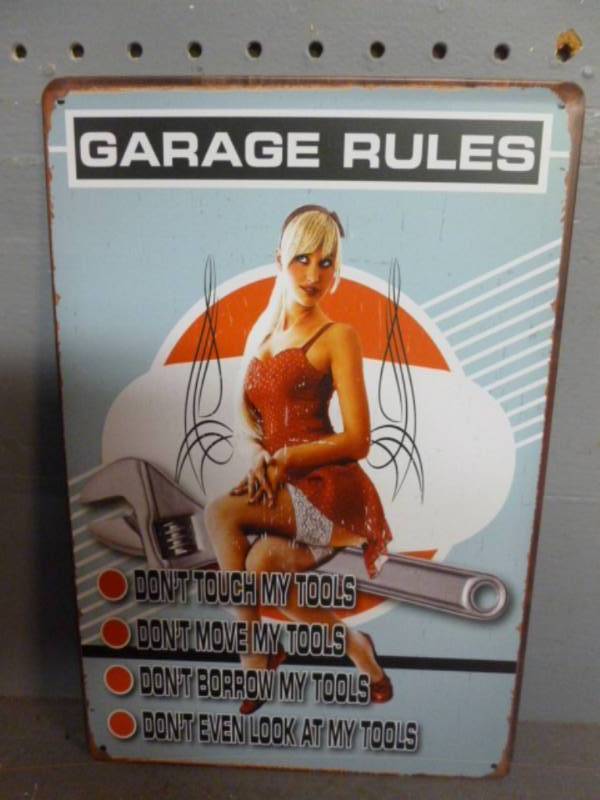 GARAGE RULES
DON'T TOUCH MY TOOLS
DON'T MOVE MY TOOLS
DON'T BORROW MY TOOLS
DON'T EVEN LOOK AT MY TOOLS